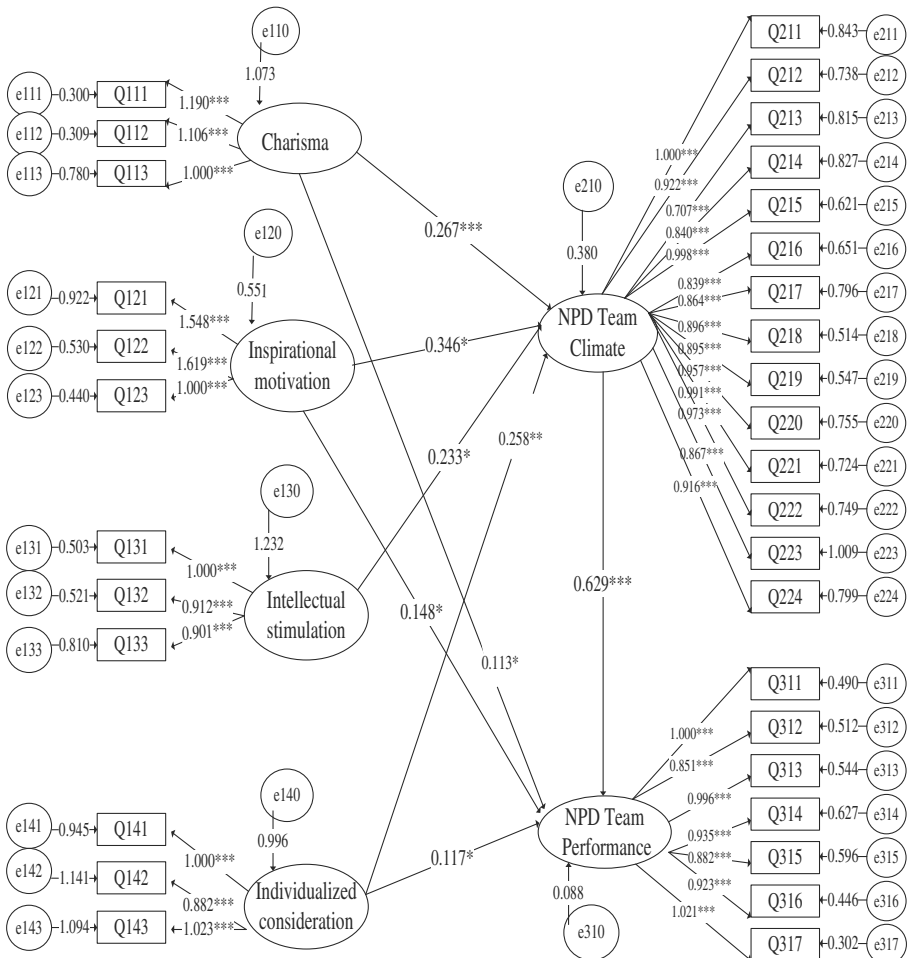 e110
1.073
e111 0.300 Q111
1.190***
e112 0.309 Q112
1.106***
e113 0.780 Q113
1.000***
Charisma
e120
0.551
e121 0.922 Q121
1.548***
e122 0.530 Q122
1.619***
e123 0.440 Q123
1.000***
Inspirational
motivation
e130
1.232
e131 0.503 Q131
1.000***
e132 0.521 Q132
0.912***
e133 0.810 Q133
0.901***
Intellectual
stimulation
e140
0.996
e141 0.945 Q141
1.000***
e142 1.141 Q142
0.882***
e143 1.094 Q143
1.023***
Individualized
consideration
0.267***
0.346*
0.233*
0.258**
0.148*
0.113*
0.117*
0.629***
e210
0.380
NPD Team
Climate
1.000***
0.922***
0.707***
0.840***
0.998***
0.839***
0.864***
0.896***
0.895***
0.957***
0.991***
0.973***
0.867***
0.916***
Q211 0.843 e211
Q212 0.738 e212
Q213 0.815 e213
Q214 0.827 e214
Q215 0.621 e215
Q216 0.651 e216
Q217 0.796 e217
Q218 0.514 e218
Q219 0.547 e219
Q220 0.755 e220
Q221 0.724 e221
Q222 0.749 e222
Q223 1.009 e223
Q224 0.799 e224
NPD Team
Performance
0.088
e310
1.000***
0.851***
0.996***
0.935***
0.882***
0.923***
1.021***
Q311 0.490 e311
Q312 0.512 e312
Q313 0.544 e313
Q314 0.627 e314
Q315 0.596 e315
Q316 0.446 e316
Q317 0.302 e317